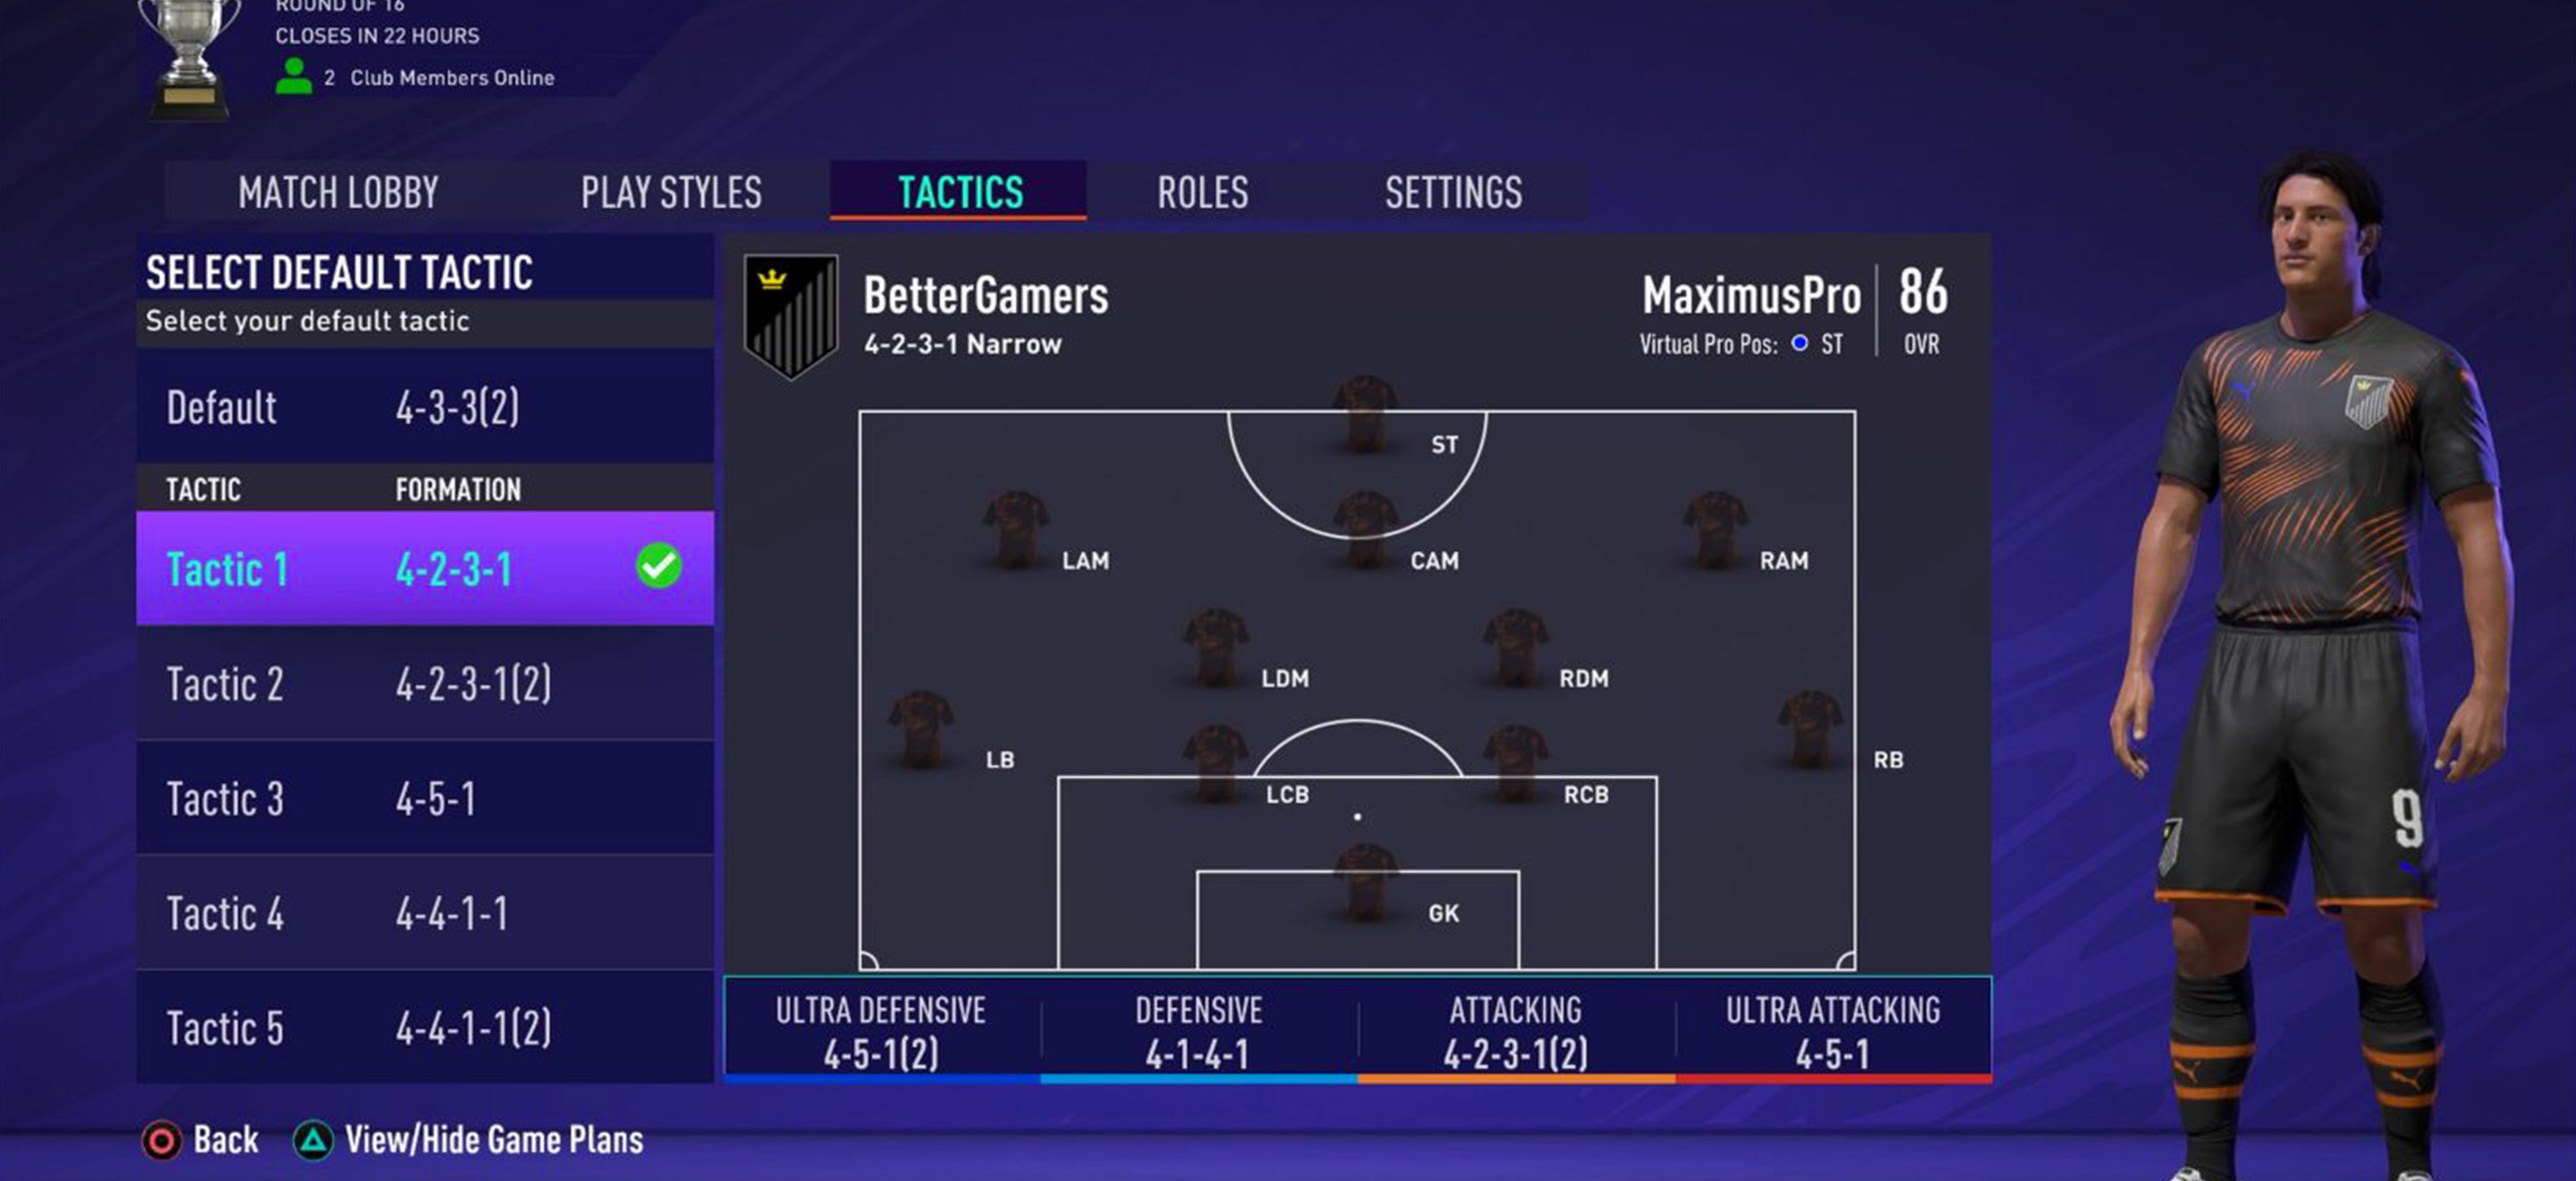 ROUND OF 16
CLOSES IN 22 HOURS
2 Club Members Online
MATCH LOBBY PLAY STYLES TACTICS ROLES SETTINGS
SELECT DEFAULT TACTIC
Select your default tactic
Default 4-3-3(2)
TACTIC FORMATION
Tactic 1 4-2-3-1
Tactic 2 4-2-3-1(2)
Tactic 3 4-5-1
Tactic 4 4-4-1-1
Tactic 5 4-4-1-1(2)
BetterGamers
4-2-3-1 Narrow
MaximusPro 86
Virtual Pro Pos: ST OVR
ST
LAM CAM RAM
LDM RDM
LB RB
LCB RCB
GK
ULTRA DEFENSIVE
4-5-1(2)
DEFENSIVE
4-1-4-1
ATTACKING
4-2-3-1(2)
ULTRA ATTACKING
4-5-1
9
Back View/Hide Game Plans